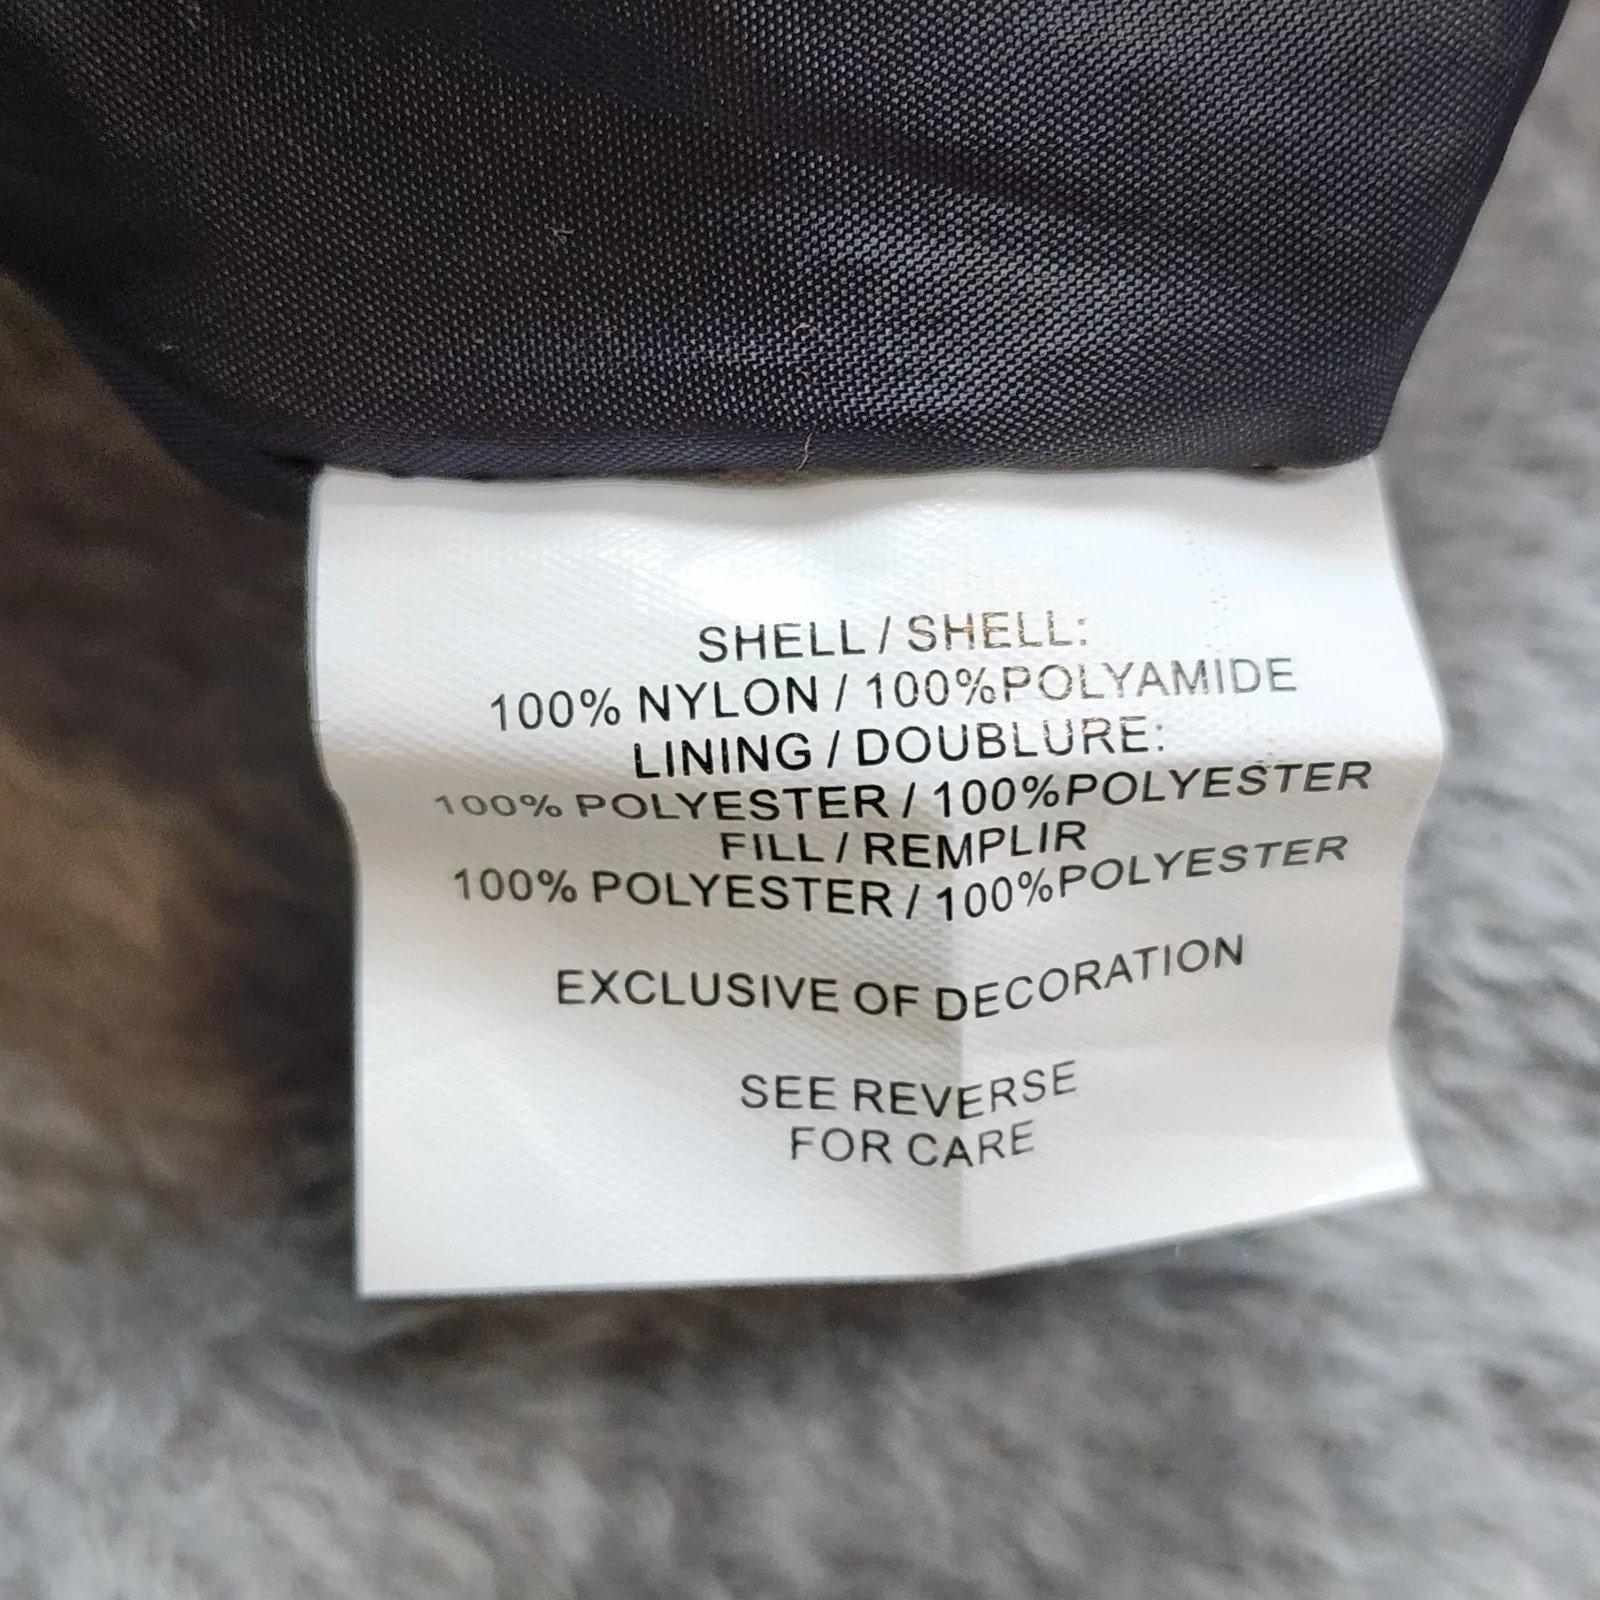 SHELL / SHELL:
100% NYLON / 100%POLYAMIDE
LINING / DOUBLURE:
100% POLYESTER / 100%POLYESTER
FILL / REMPLIR
100% POLYESTER / 100%POLYESTER
EXCLUSIVE OF DECORATION
SEE REVERSE
FOR CARE